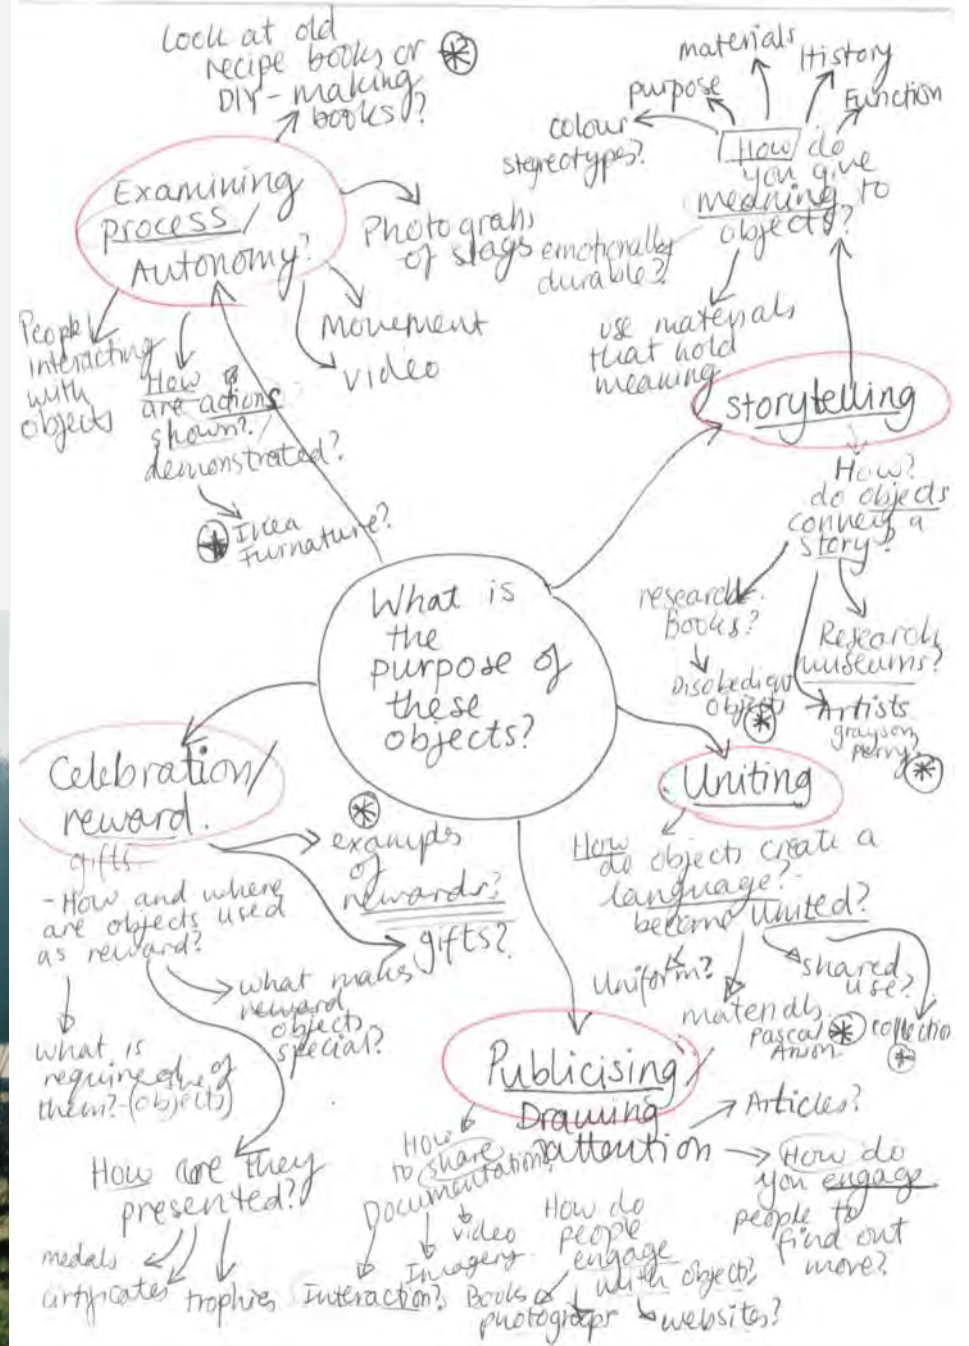 Look at old
recipe books or
DIY - making
books?
Examining
process/
Autonomy?
Photograhs
of stags
Movement
video
People
interacting
with
objects
How
are actions
shown?/
demonstrated?
Ikea
Furnature?
materials
History
purpose
Function
colour
stereotypes?
How do
you give
meaning to
objects?
emotionally
durable?
use materials
that hold
meaning
storytelling
How?
do objects
convey a
story?
research
Books?
Disobedient
Objects
Research
museums?
Artists
grayson
perry?
What is
the
purpose of
these
objects?
Uniting
How
do objects create a
language?
become united?
Uniform?
materials
Pascal
shared
use?
collection
Celebration/
reward.
gifts
- How and where
are objects used
as reward?
examples
of
rewards?
gifts?
what makes
reward
objects
special?
what is
required of
them? (objects)
How are they
presented?
medals
certificates
trophies
Publicising/
Drawing
attention
Articles?
How do
you engage
people to
find out
more?
How
to share
Documentation?
video
Imagery
Interaction?
How do
people
engage
with object?
Books
photograps
websites?